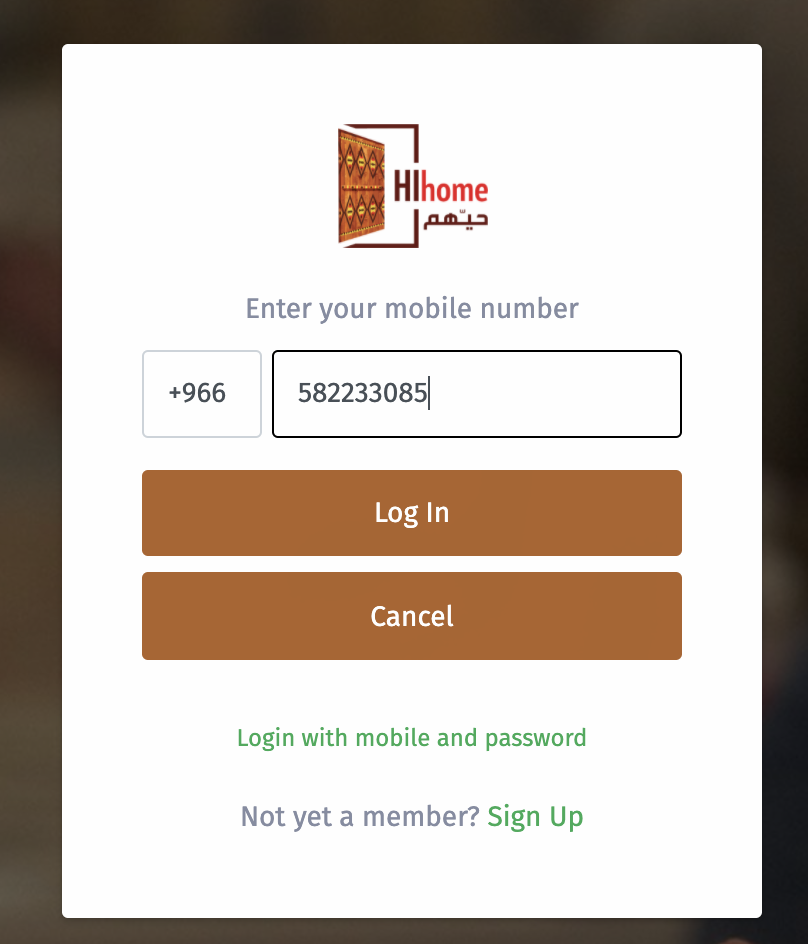 HIhome
حيّهم
Enter your mobile number
+966 582233085
Log In
Cancel
Login with mobile and password
Not yet a member? Sign Up